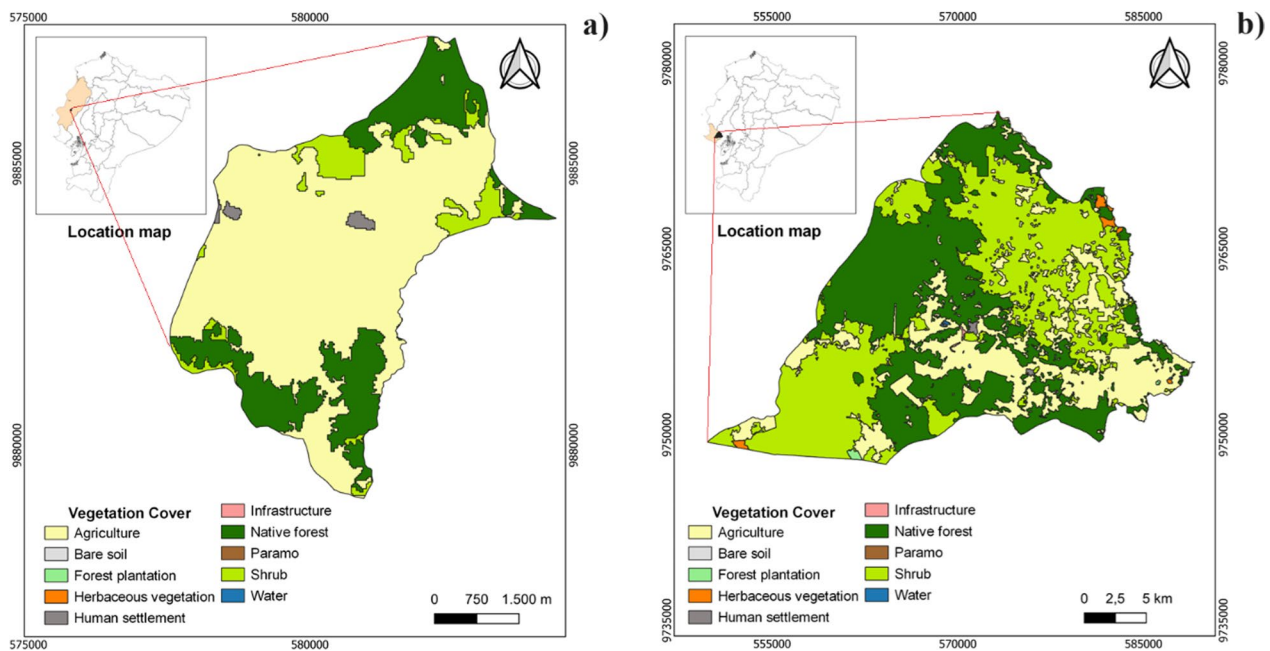 575000
580000
a)
9885000
9885000
Location map
9880000
9880000
Vegetation Cover
Agriculture
Bare soil
Forest plantation
Herbaceous vegetation
Human settlement
Infrastructure
Native forest
Paramo
Shrub
Water
0 750 1.500 m
575000
580000
555000
570000
585000
b)
9780000
9780000
Location map
9765000
9765000
9750000
9750000
Vegetation Cover
Agriculture
Bare soil
Forest plantation
Herbaceous vegetation
Human settlement
Infrastructure
Native forest
Paramo
Shrub
Water
0 2,5 5 km
9735000
9735000
555000
570000
585000